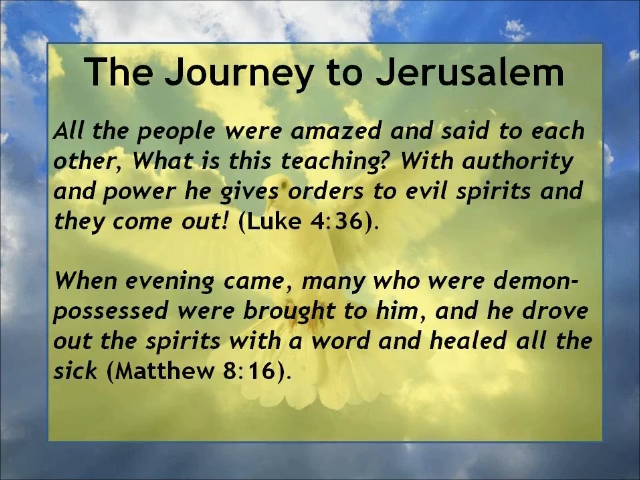 The Journey to Jerusalem
All the people were amazed and said to each
other, What is this teaching? With authority
and power he gives orders to evil spirits and
they come out! (Luke 4:36).
When evening came, many who were demon-
possessed were brought to him, and he drove
out the spirits with a word and healed all the
sick (Matthew 8:16).